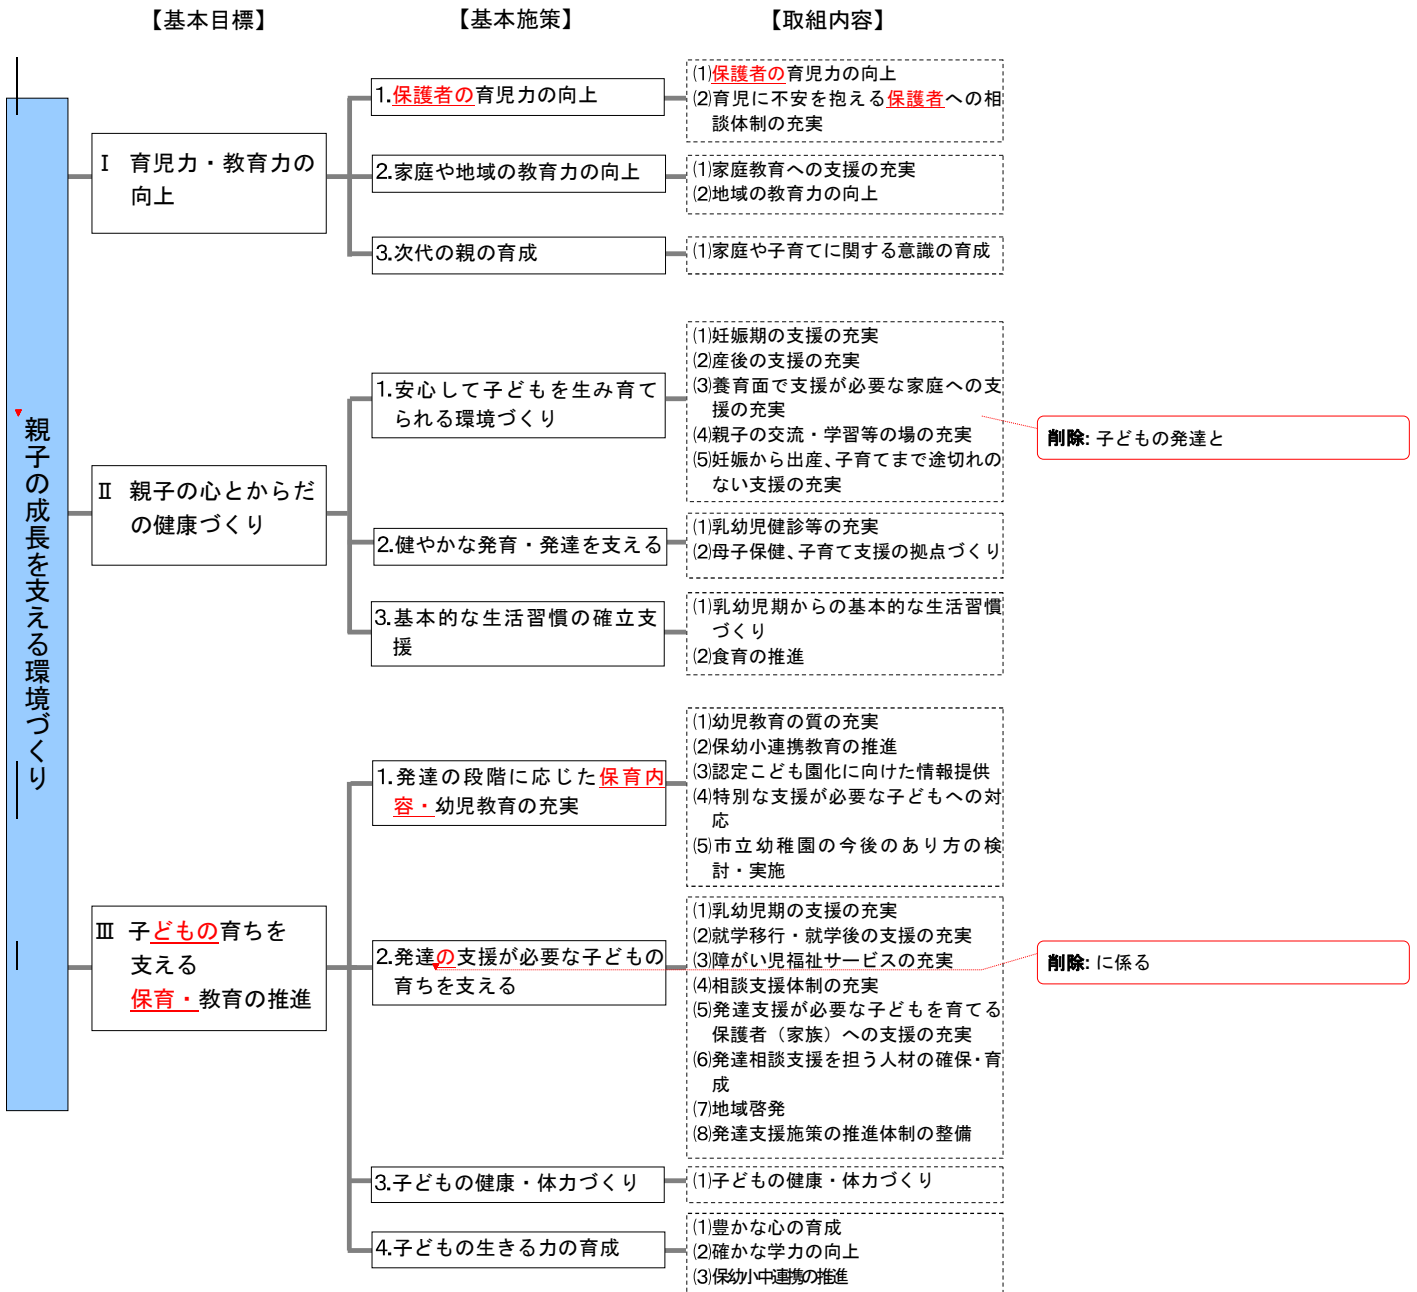 【基本目標】
【基本施策】
【取組内容】
親子の成長を支える環境づくり
Ⅰ 育児力・教育力の
向上
1.保護者の育児力の向上
⑴保護者の育児力の向上
⑵育児に不安を抱える保護者への相
談体制の充実
2.家庭や地域の教育力の向上
⑴家庭教育への支援の充実
⑵地域の教育力の向上
3.次代の親の育成
⑴家庭や子育てに関する意識の育成
Ⅱ 親子の心とからだ
の健康づくり
1.安心して子どもを生み育て
られる環境づくり
⑴妊娠期の支援の充実
⑵産後の支援の充実
⑶養育面で支援が必要な家庭への支
援の充実
⑷親子の交流・学習等の場の充実
⑸妊娠から出産、子育てまで途切れの
ない支援の充実
削除: 子どもの発達と
2.健やかな発育・発達を支える
⑴乳幼児健診等の充実
⑵母子保健、子育て支援の拠点づくり
3.基本的な生活習慣の確立支
援
⑴乳幼児期からの基本的な生活習慣
づくり
⑵食育の推進
Ⅲ 子どもの育ちを
支える
保育・教育の推進
1.発達の段階に応じた保育内
容・幼児教育の充実
⑴幼児教育の質の充実
⑵保幼小連携教育の推進
⑶認定こども園化に向けた情報提供
⑷特別な支援が必要な子どもへの対
応
⑸市立幼稚園の今後のあり方の検
討・実施
2.発達の支援が必要な子どもの
育ちを支える
⑴乳幼児期の支援の充実
⑵就学移行・就学後の支援の充実
⑶障がい児福祉サービスの充実
⑷相談支援体制の充実
⑸発達支援が必要な子どもを育てる
保護者（家族）への支援の充実
⑹発達相談支援を担う人材の確保・育
成
⑺地域啓発
⑻発達支援施策の推進体制の整備
削除: に係る
3.子どもの健康・体力づくり
⑴子どもの健康・体力づくり
4.子どもの生きる力の育成
⑴豊かな心の育成
⑵確かな学力の向上
⑶保幼小中連携の推進